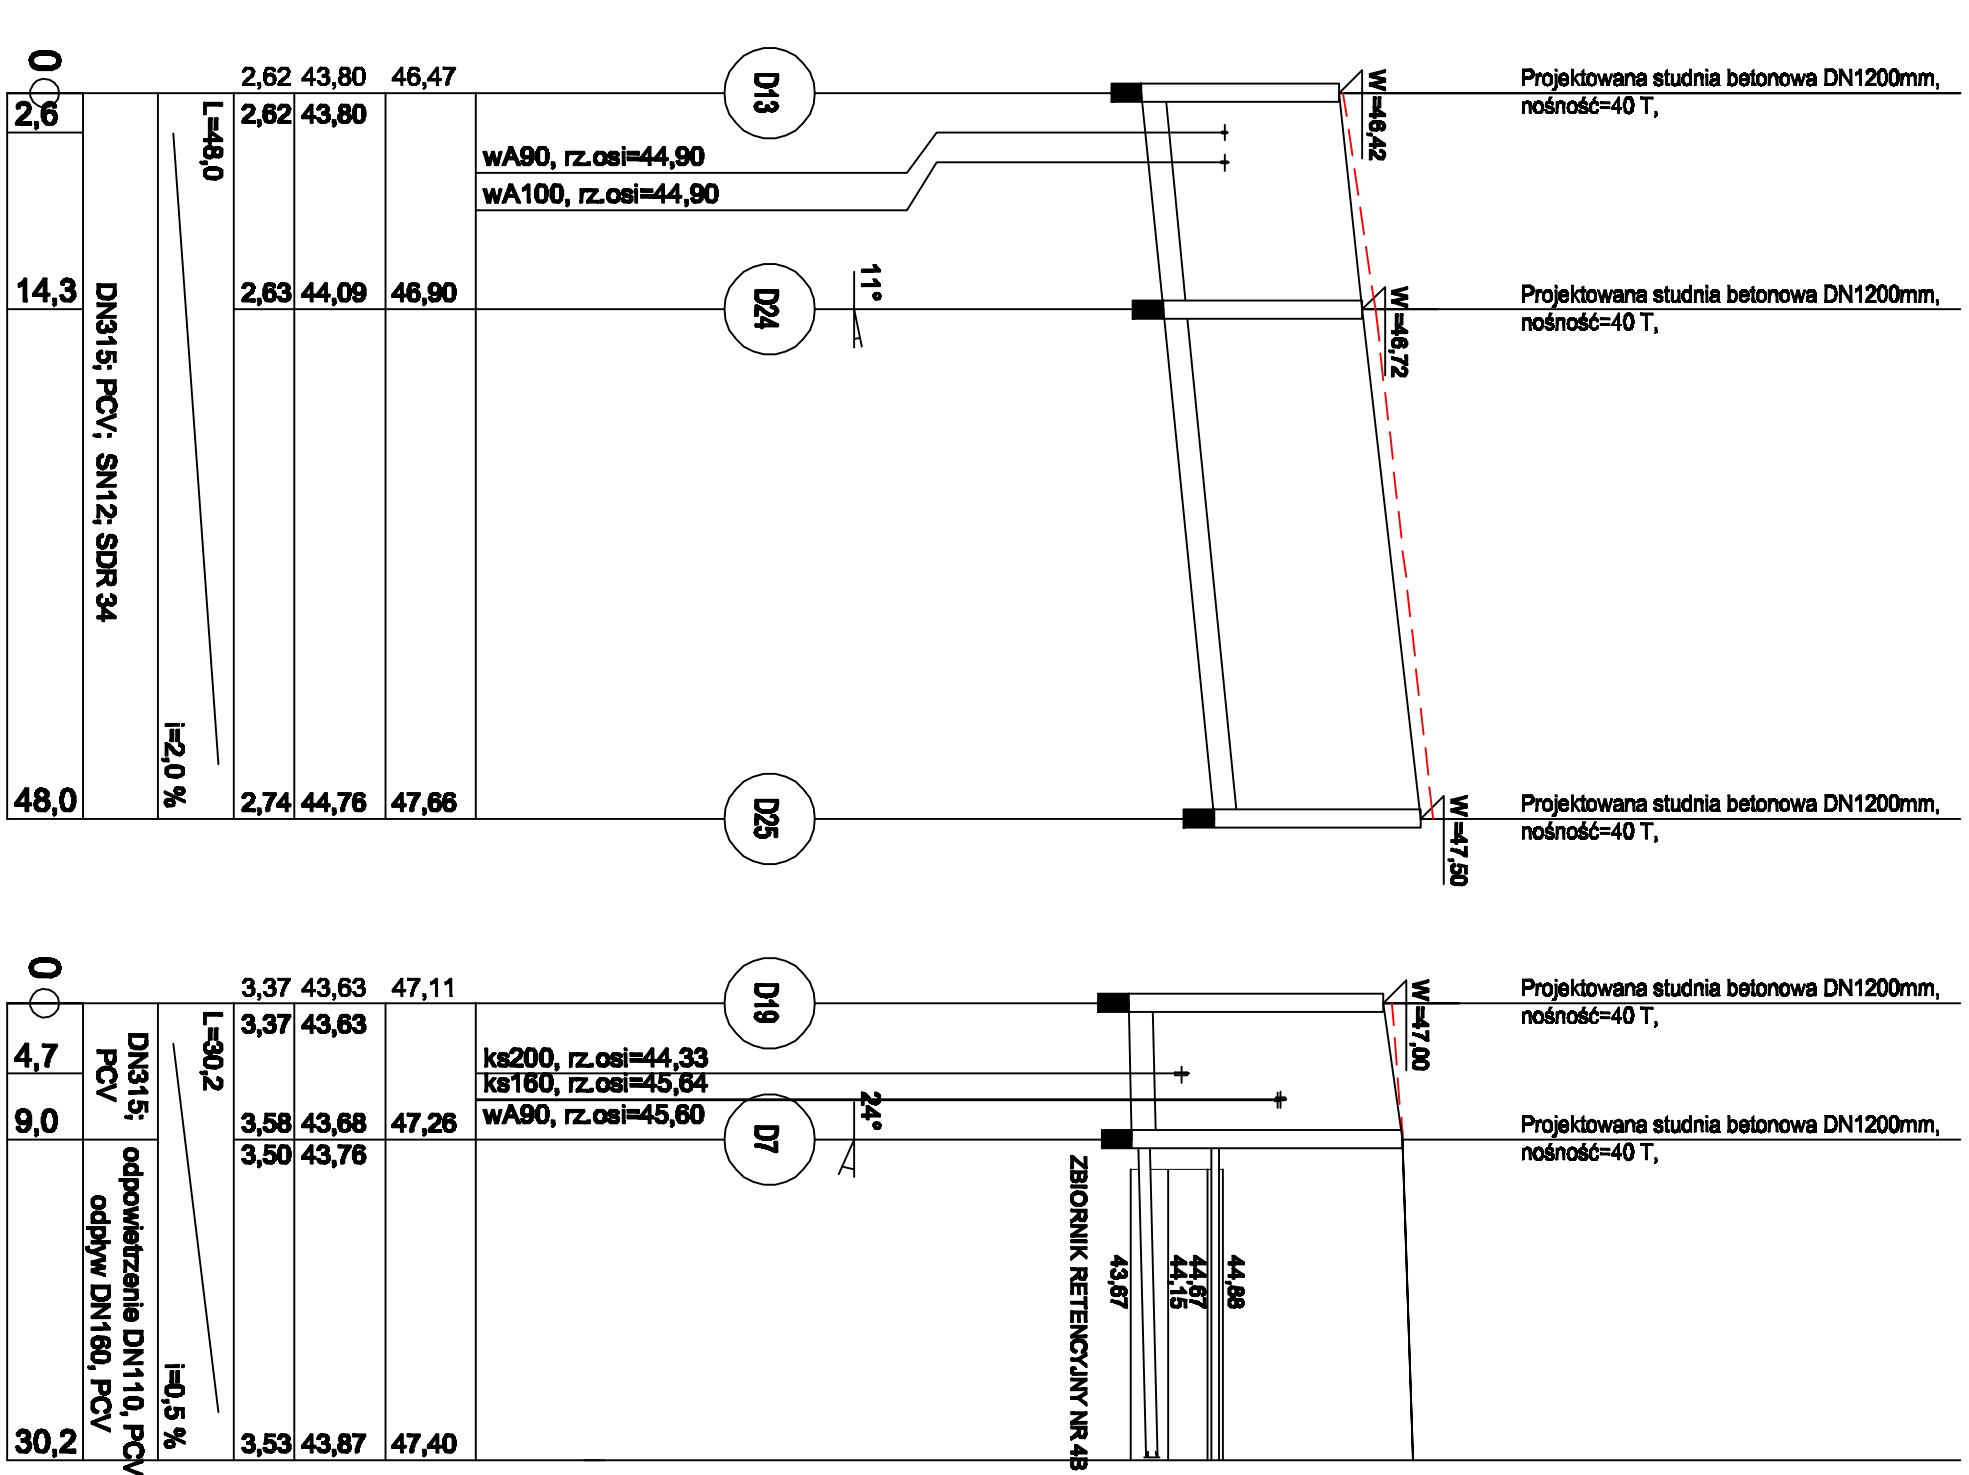 0
2,62 43,80 46,47
2,6
2,62 43,80
L=48,0
D13
W =46,42
Projektowana studnia betonowa DN1200mm,
nośność=40 T,
wA90, rz.osi=44,90
wA100, rz.osi=44,90
14,3
2,63 44,09 46,90
D24
11°
W =46,72
Projektowana studnia betonowa DN1200mm,
nośność=40 T,
DN315; PCV; SN12; SDR 34
i=2,0 %
48,0
2,74 44,76 47,66
D25
W =47,50
Projektowana studnia betonowa DN1200mm,
nośność=40 T,
0
3,37 43,63 47,11
3,37 43,63
L=30,2
D19
W =47,00
Projektowana studnia betonowa DN1200mm,
nośność=40 T,
4,7
DN315;
PCV
ks200, rz.osi=44,33
ks160, rz.osi=45,64
wA90, rz.osi=45,60
9,0
3,58 43,68 47,26
3,50 43,76
D7
24°
Projektowana studnia betonowa DN1200mm,
nośność=40 T,
odpowietrzenie DN110, PCV
odpływ DN160, PCV
i=0,5 %
ZBIORNIK RETENCYJNY NR 4B
43,67
44,15
44,67
44,88
30,2
3,53 43,87 47,40